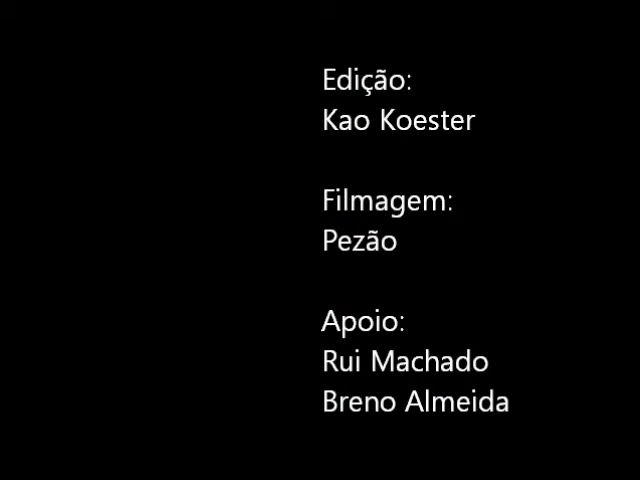 Edição:
Kao Koester
Filmagem:
Pezão
Apoio:
Rui Machado
Breno Almeida